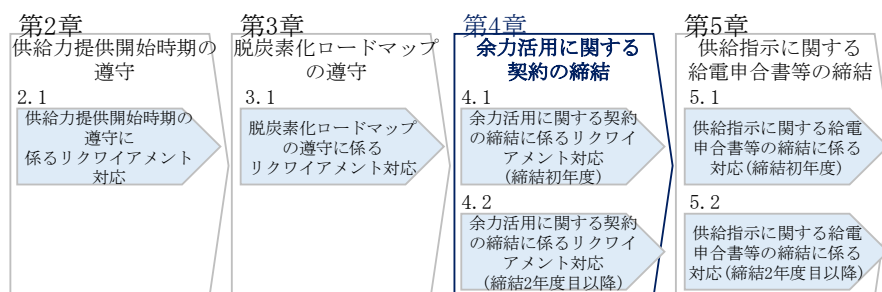 第2章
供給力提供開始時期の
遵守
2.1
供給力提供開始時期の
遵守に
係るリクワイアメント
対応
第3章
脱炭素化ロードマップ
の遵守
3.1
脱炭素化ロードマップ
の遵守に係る
リクワイアメント対応
第4章
余力活用に関する
契約の締結
4.1
余力活用に関する契約
の締結に係るリクワイ
アメント対応
(締結初年度)
4.2
余力活用に関する契約
の締結に係るリクワイ
アメント対応
(締結2年度目以降)
第5章
供給指示に関する
給電申合書等の締結
5.1
供給指示に関する給電
申合書等の締結に係る
対応(締結初年度)
5.2
供給指示に関する給電
申合書等の締結に係る
対応(締結2年度目以降)